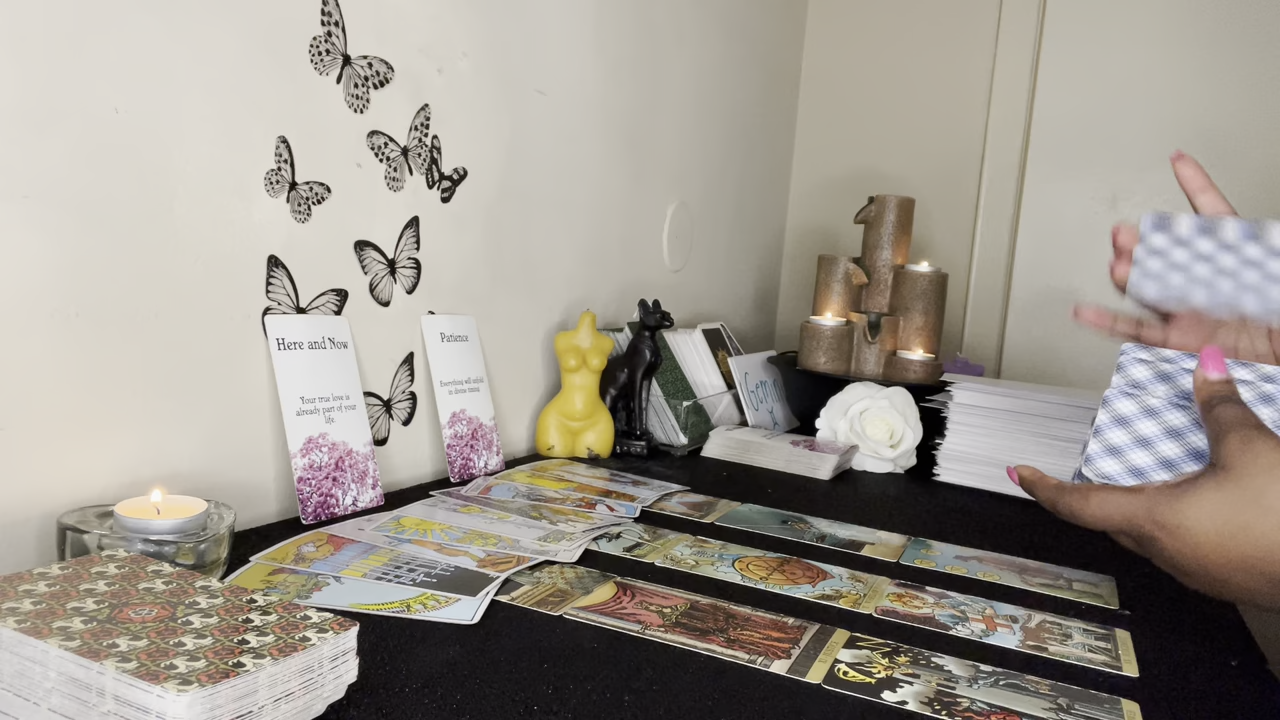 Here and Now
Your true love is
already part of your
life.
Patience
Everything will unfold
in divine timing.
Gemini